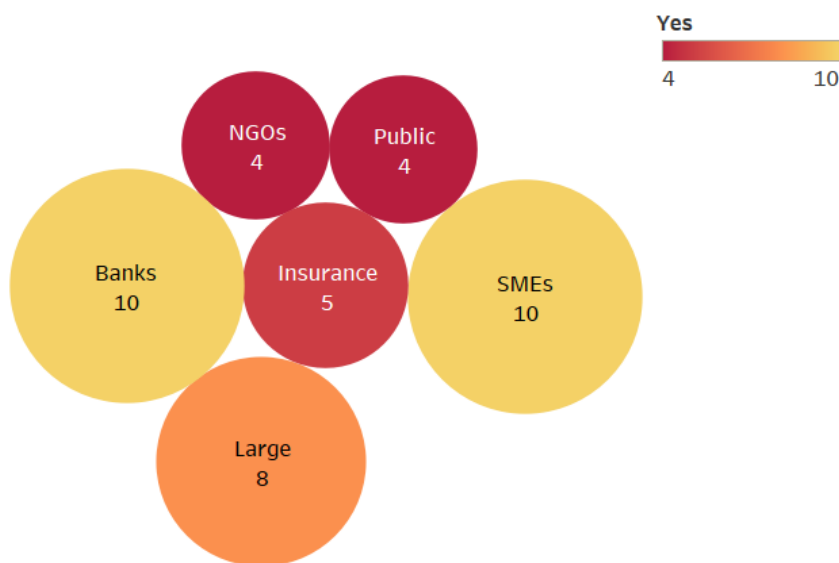 Yes
4 10
NGOs
4
Public
4
Banks
10
Insurance
5
SMEs
10
Large
8